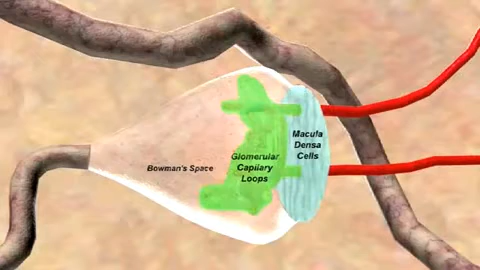 Macula
Densa
Cells
Bowman's Space
Glomerular
Capillary
Loops